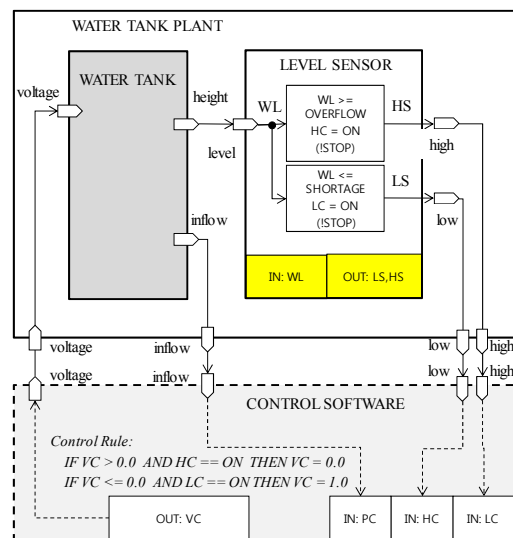 WATER TANK PLANT
WATER TANK
LEVEL SENSOR
voltage
height
WL
WL >=
OVERFLOW
HC = ON
(!STOP)
HS
level
high
WL <=
SHORTAGE
LC = ON
(!STOP)
LS
low
inflow
IN: WL
OUT: LS,HS
voltage
inflow
low
high
voltage
inflow
low
high
CONTROL SOFTWARE
Control Rule:
IF VC > 0.0 AND HC == ON THEN VC = 0.0
IF VC <= 0.0 AND LC == ON THEN VC = 1.0
OUT: VC
IN: PC
IN: HC
IN: LC